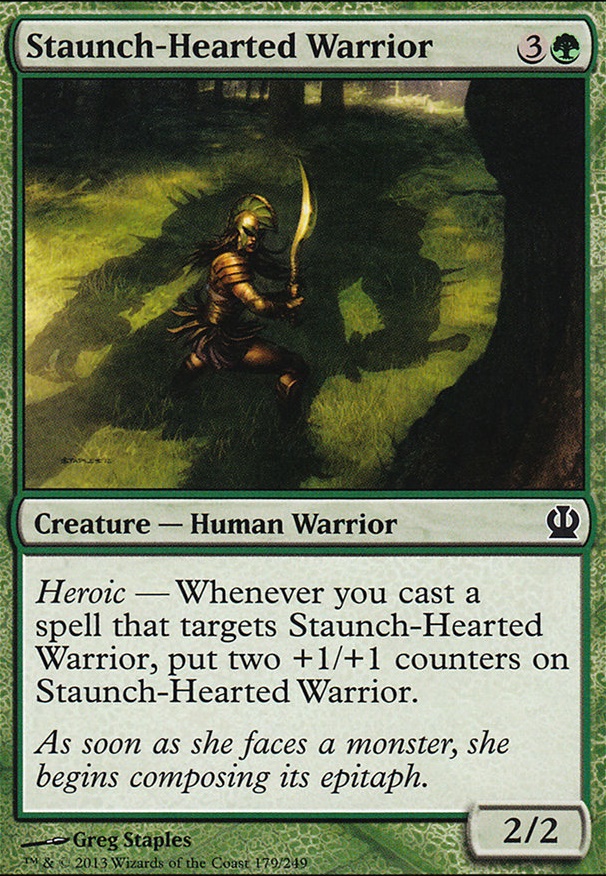 Staunch-Hearted Warrior 3
STAPLES 12
Creature — Human Warrior
Heroic — Whenever you cast a
spell that targets Staunch-Hearted
Warrior, put two +1/+1 counters on
Staunch-Hearted Warrior.
As soon as she faces a monster, she
begins composing its epitaph.
2/2
Greg Staples
™ & © 2013 Wizards of the Coast 179/249